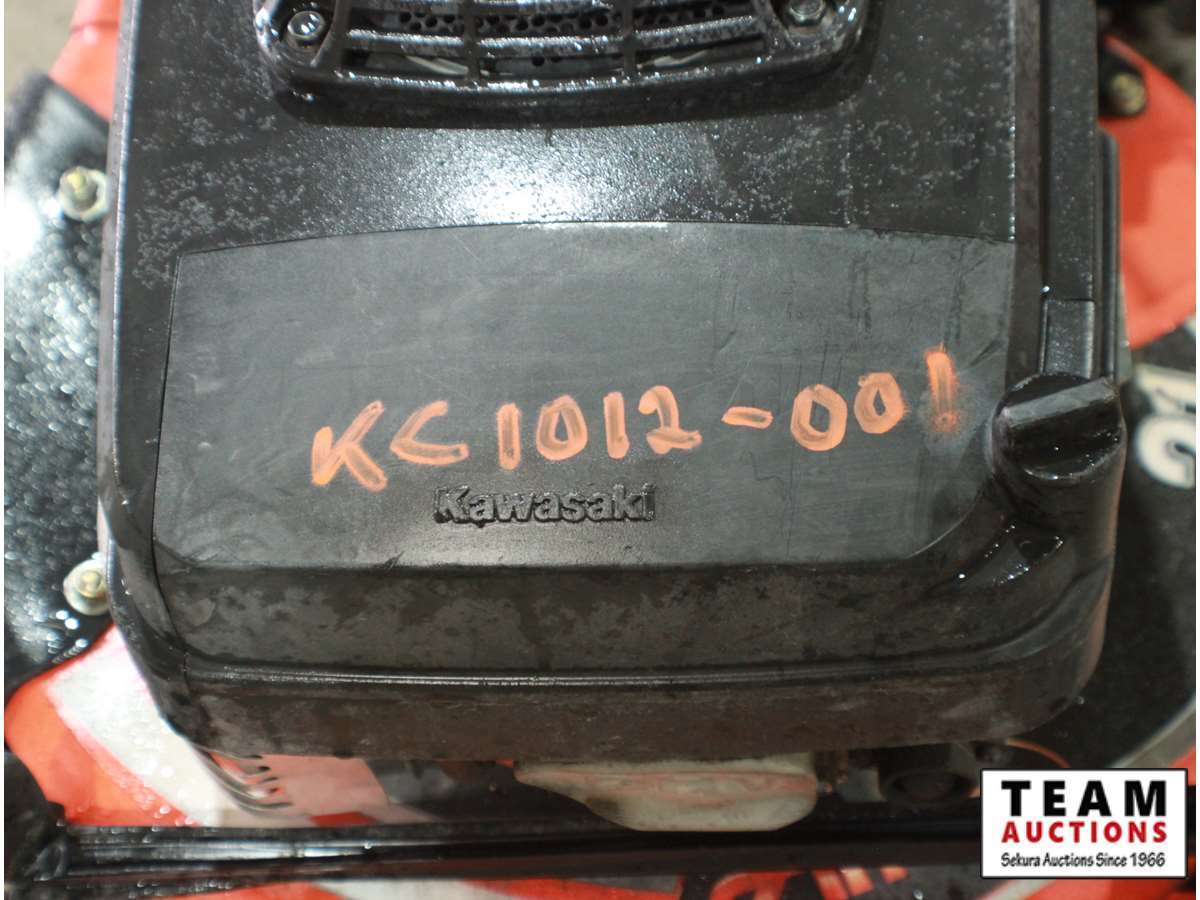 KC1012-001
Kawasaki
TEAM
AUCTIONS
Sekura Auctions Since 1966